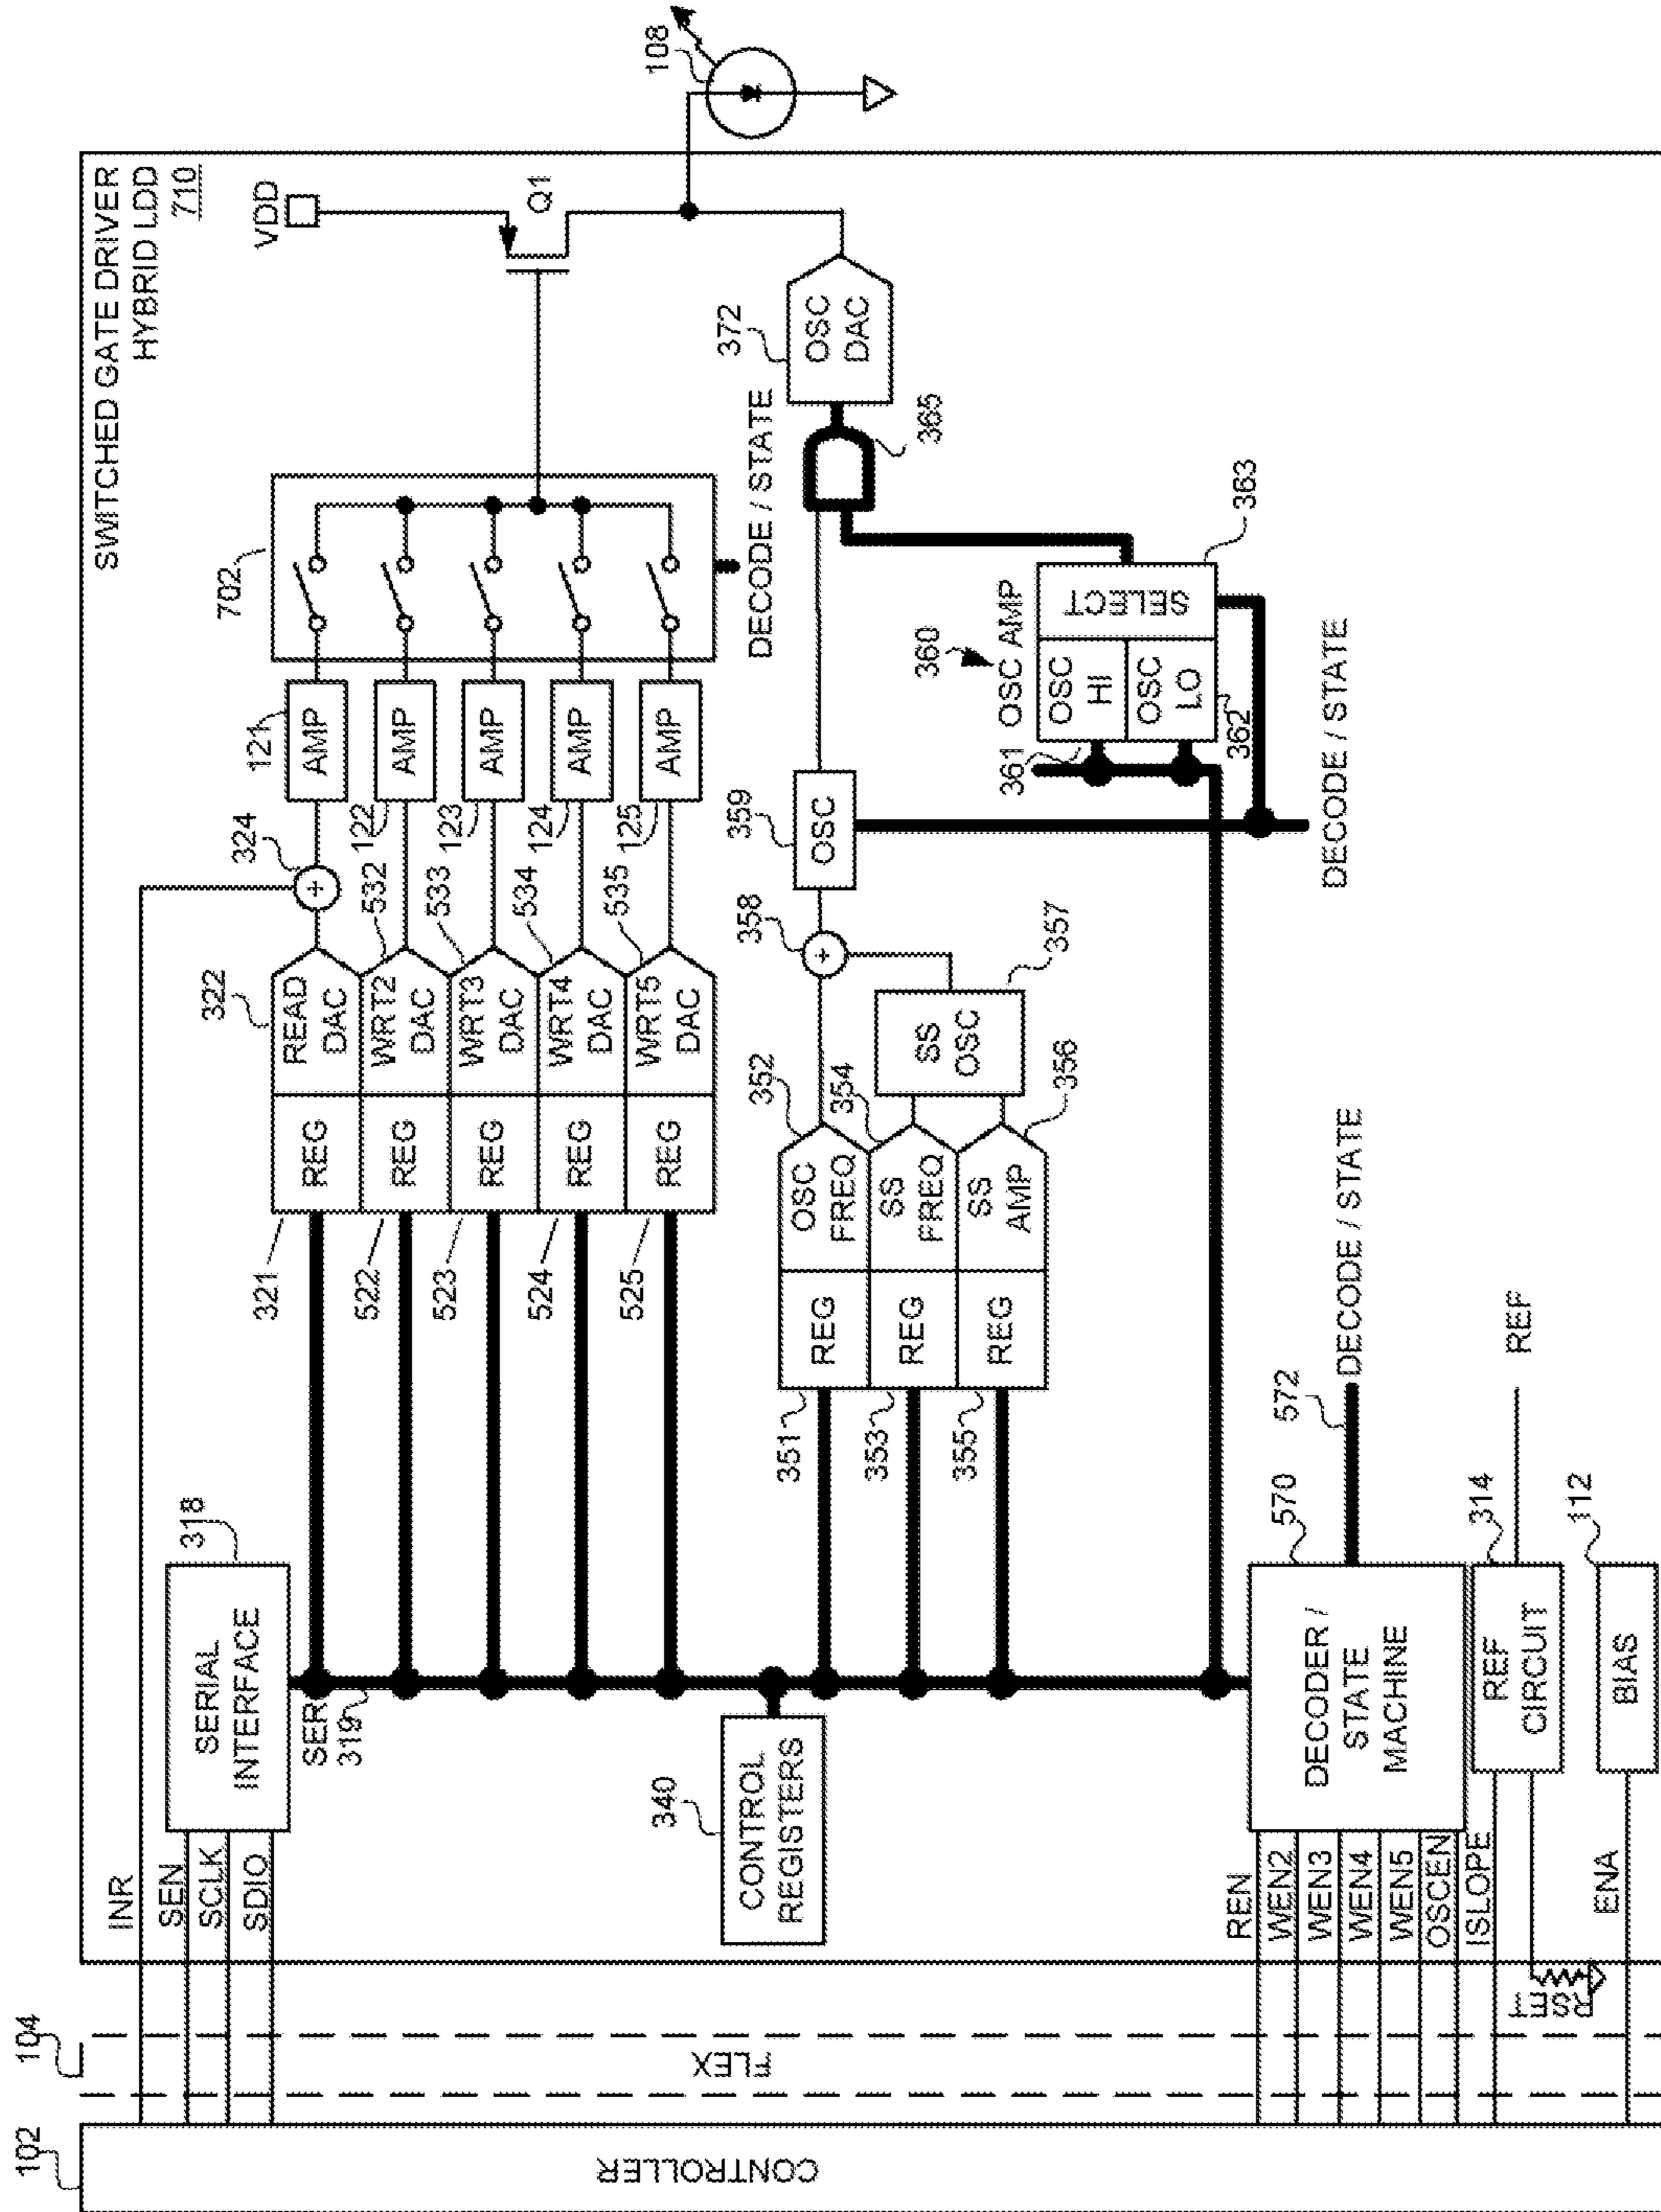 SWITCHED GATE DRIVER
HYBRID LDD
710
102
104
CONTROLLER
FLEX
INR
SEN
SCLK
SDIO
SERIAL
INTERFACE
318
SER
319
340
CONTROL
REGISTERS
321
522
523
524
525
REG
REG
REG
REG
REG
322
READ
DAC
WRT2
DAC
WRT3
DAC
WRT4
DAC
WRT5
DAC
532
533
534
535
324
+
121
122
123
124
125
AMP
AMP
AMP
AMP
AMP
702
DECODE / STATE
VDD
Q1
108
351
353
355
REG
REG
REG
OSC
FREQ
SS
FREQ
SS
AMP
352
354
356
SS
OSC
357
358
+
359
OSC
360
OSC AMP
361
OSC
HI
OSC
LO
362
SELECT
363
365
372
OSC
DAC
DECODE / STATE
REN
WEN2
WEN3
WEN4
WEN5
OSCEN
ISLOPE
ENA
RSET
DECODER /
STATE
MACHINE
570
572
DECODE / STATE
REF
CIRCUIT
314
REF
BIAS
112